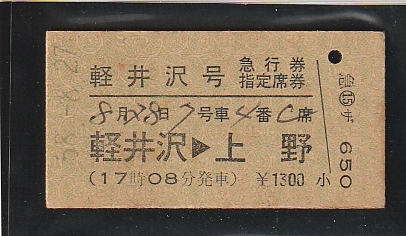 軽井沢号 急行券
指定席券
8月28日 7号車 4番 C席
軽井沢▶上野
(17時08分発車) ¥1300 小
650